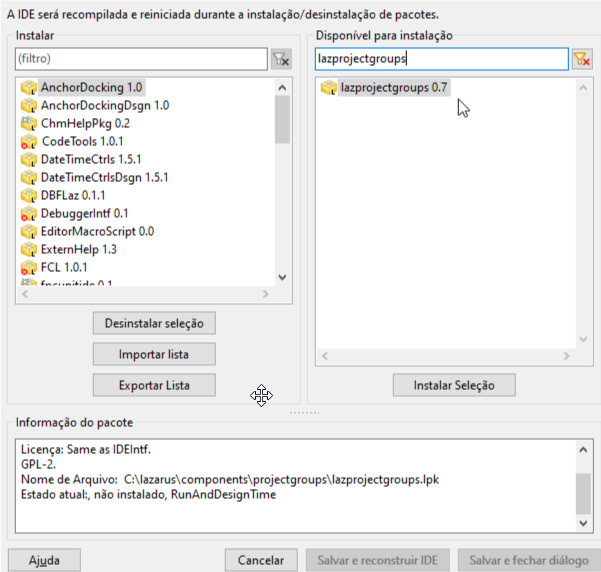 A IDE será recompilada e reiniciada durante a instalação/desinstalação de pacotes.
Instalar
(filtro)
AnchorDocking 1.0
AnchorDockingDsgn 1.0
ChmHelpPkg 0.2
CodeTools 1.0.1
DateTimeCtrls 1.5.1
DateTimeCtrlsDsgn 1.5.1
DBFLaz 0.1.1
DebuggerIntf 0.1
EditorMacroScript 0.0
ExternHelp 1.3
FCL 1.0.1
fpcunitide 0.1
Desinstalar seleção
Importar lista
Exportar Lista
Disponível para instalação
lazprojectgroups
lazprojectgroups 0.7
Instalar Seleção
Informação do pacote
Licença: Same as IDEIntf.
GPL-2.
Nome de Arquivo:  C:\lazarus\components\projectgroups\lazprojectgroups.lpk
Estado atual:, não instalado, RunAndDesignTime
Ajuda
Cancelar
Salvar e reconstruir IDE
Salvar e fechar diálogo